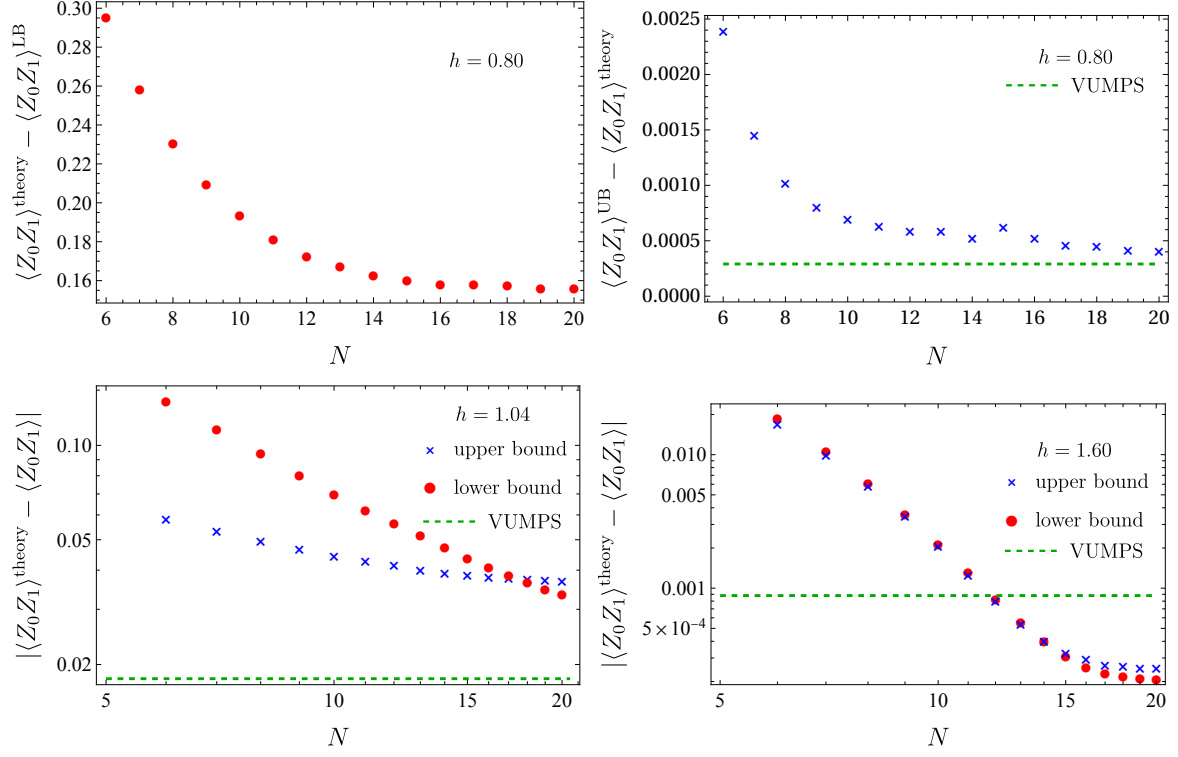 ⟨Z₀Z₁⟩^theory − ⟨Z₀Z₁⟩^LB
0.30
0.28
0.26
0.24
0.22
0.20
0.18
0.16
h = 0.80
6 8 10 12 14 16 18 20
N
⟨Z₀Z₁⟩^UB − ⟨Z₀Z₁⟩^theory
0.0025
0.0020
0.0015
0.0010
0.0005
0.0000
h = 0.80
VUMPS
6 8 10 12 14 16 18 20
N
|⟨Z₀Z₁⟩^theory − ⟨Z₀Z₁⟩|
0.10
0.05
0.02
h = 1.04
upper bound
lower bound
VUMPS
5 10 15 20
N
|⟨Z₀Z₁⟩^theory − ⟨Z₀Z₁⟩|
0.010
0.005
0.001
5×10⁻⁴
h = 1.60
upper bound
lower bound
VUMPS
5 10 15 20
N